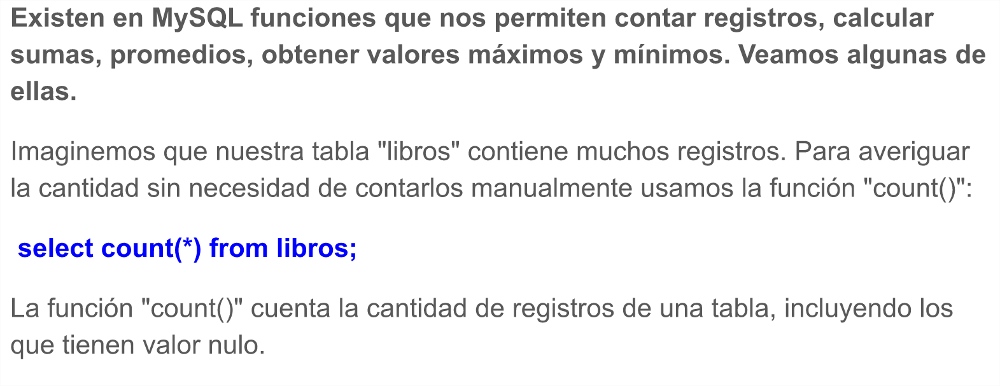 Existen en MySQL funciones que nos permiten contar registros, calcular
sumas, promedios, obtener valores máximos y mínimos. Veamos algunas de
ellas.
Imaginemos que nuestra tabla "libros" contiene muchos registros. Para averiguar
la cantidad sin necesidad de contarlos manualmente usamos la función "count()":
select count(*) from libros;
La función "count()" cuenta la cantidad de registros de una tabla, incluyendo los
que tienen valor nulo.